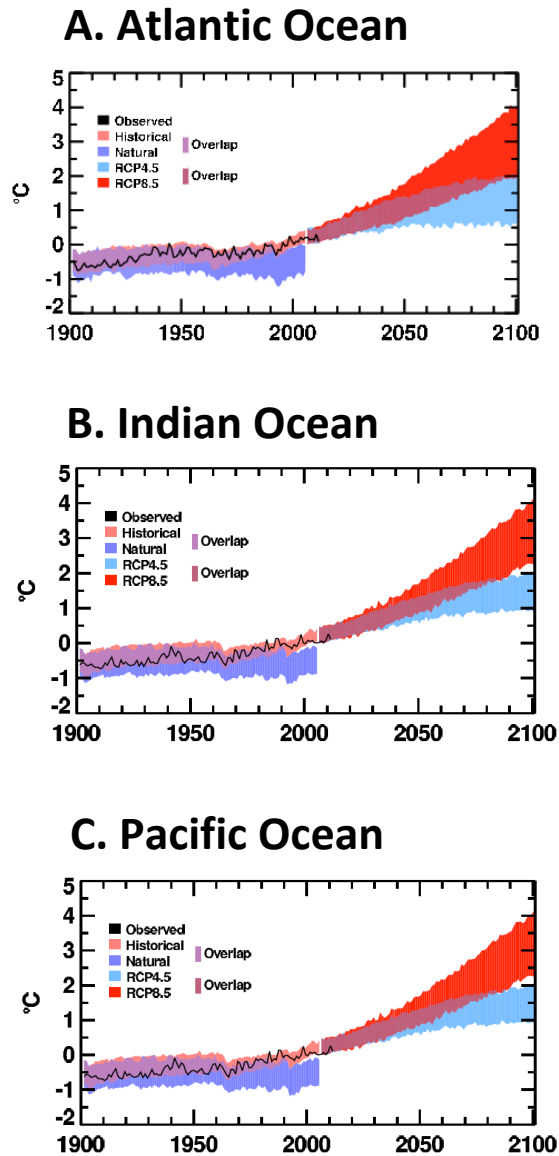 A. Atlantic Ocean
5
4
3
2
1
0
-1
-2
°C
Observed
Historical
Natural
RCP4.5
RCP8.5
Overlap
Overlap
1900 1950 2000 2050 2100
B. Indian Ocean
5
4
3
2
1
0
-1
-2
°C
Observed
Historical
Natural
RCP4.5
RCP8.5
Overlap
Overlap
1900 1950 2000 2050 2100
C. Pacific Ocean
5
4
3
2
1
0
-1
-2
°C
Observed
Historical
Natural
RCP4.5
RCP8.5
Overlap
Overlap
1900 1950 2000 2050 2100